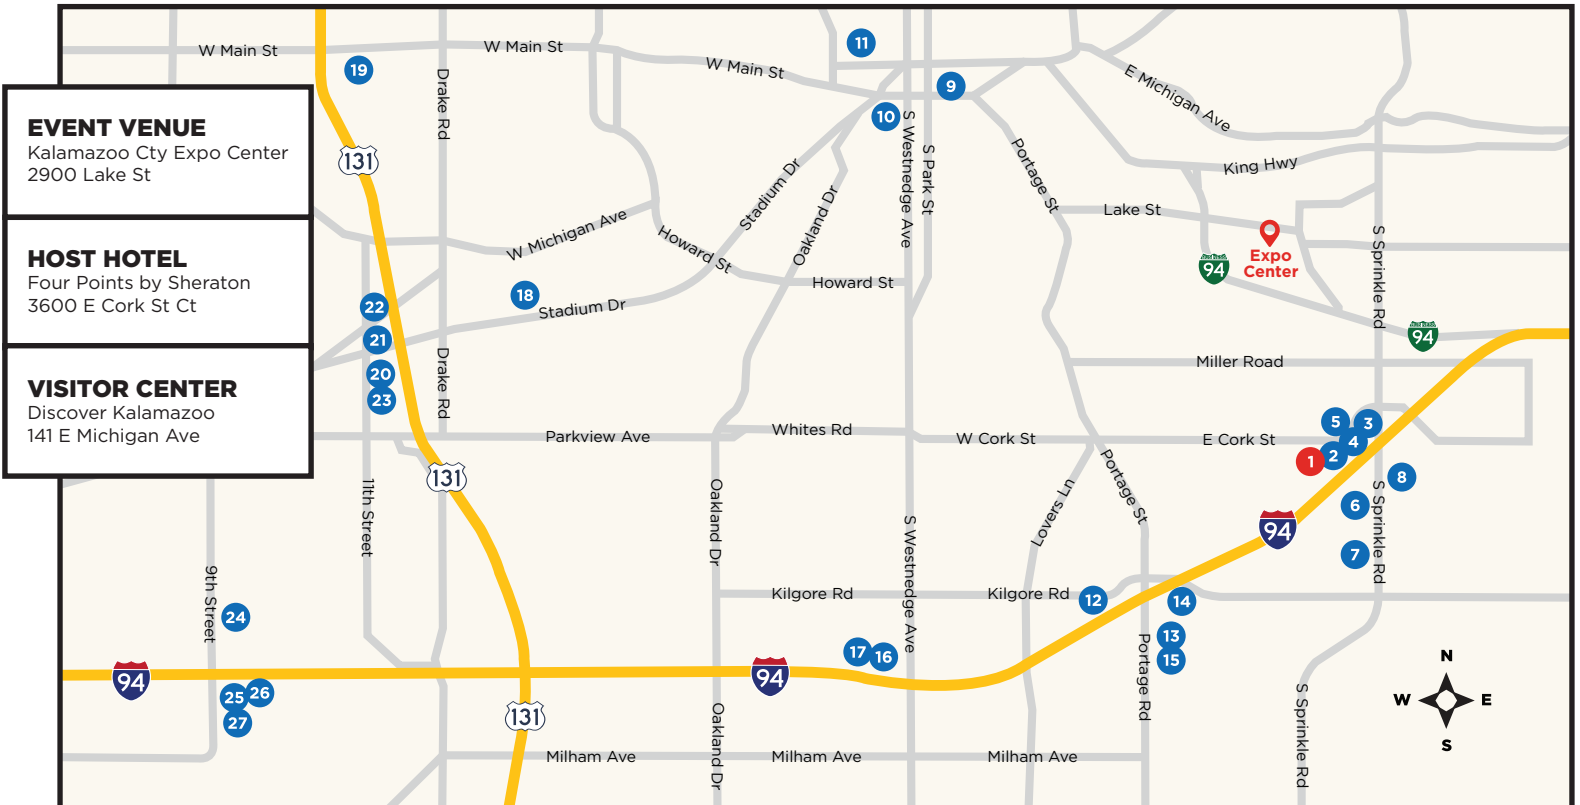 W Main St
W Main St
W Main St
11
19
9
10
Drake Rd
E Michigan Ave
131
King Hwy
S Westnedge Ave
S Park St
Portage St
Stadium Dr
Oakland Dr
Lake St
EVENT VENUE
Kalamazoo Cty Expo Center
2900 Lake St
HOST HOTEL
Four Points by Sheraton
3600 E Cork St Ct
VISITOR CENTER
Discover Kalamazoo
141 E Michigan Ave
W Michigan Ave
Howard St
Howard St
Expo
Center
94
S Sprinkle Rd
18
Stadium Dr
22
21
20
23
Drake Rd
94
Miller Road
Parkview Ave
Whites Rd
W Cork St
E Cork St
5
3
4
2
1
8
6
7
131
11th Street
Oakland Dr
Lovers Ln
Portage St
94
S Sprinkle Rd
9th Street
24
S Westnedge Ave
Kilgore Rd
Kilgore Rd
12
14
13
15
17
16
94
94
25
26
27
131
Portage Rd
Oakland Dr
S Sprinkle Rd
Milham Ave
Milham Ave
Milham Ave
N
W
E
S